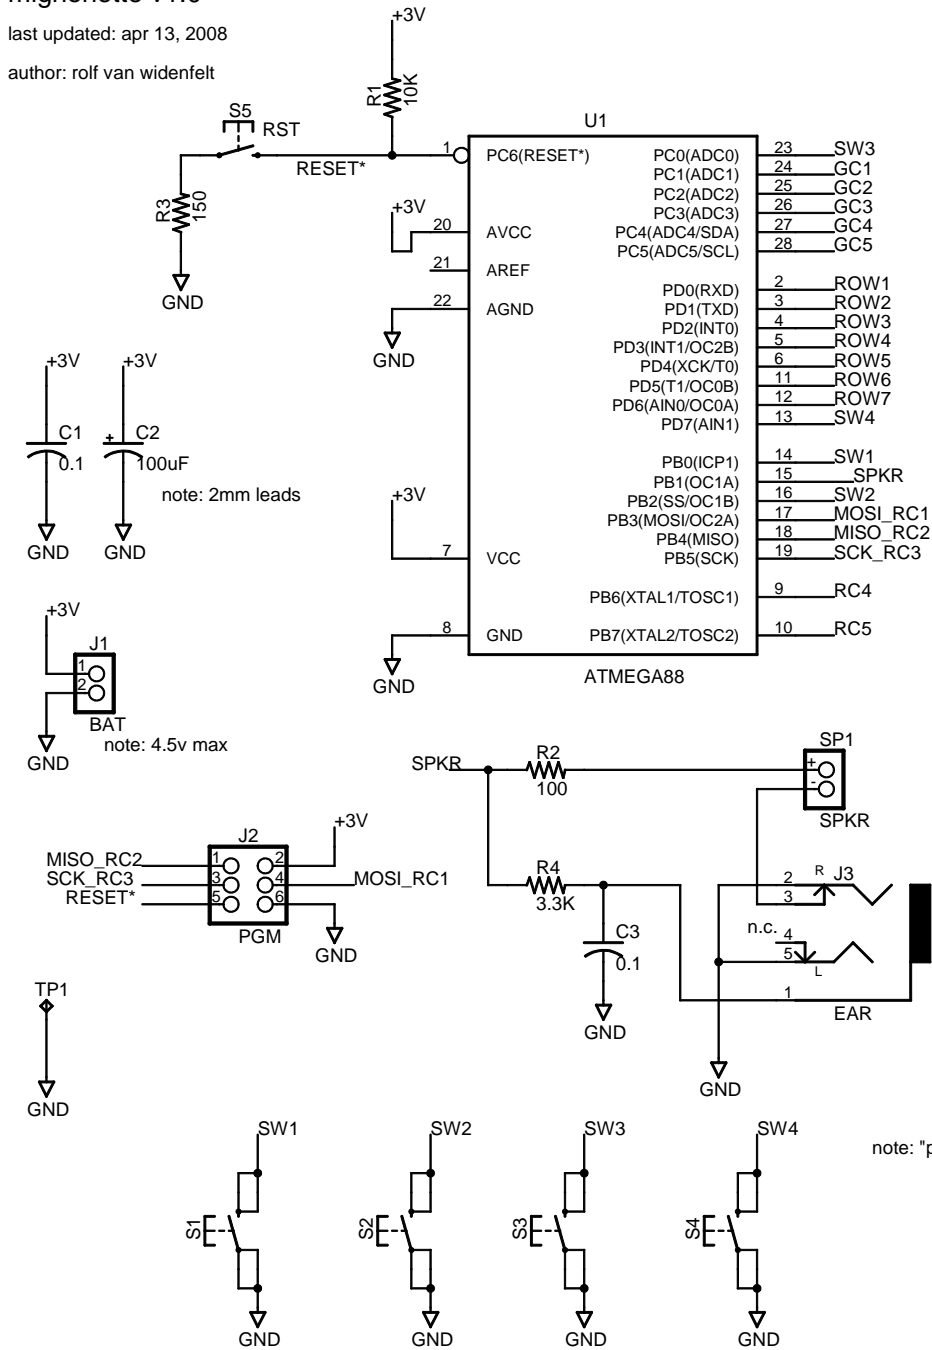 last updated: apr 13, 2008
author: rolf van widenfelt
+3V
R1
10K
S5
RST
RESET*
R3
150
GND
U1
1 PC6(RESET*)
+3V
20 AVCC
21 AREF
22 AGND
GND
+3V
7 VCC
8 GND
GND
PC0(ADC0) 23 SW3
PC1(ADC1) 24 GC1
PC2(ADC2) 25 GC2
PC3(ADC3) 26 GC3
PC4(ADC4/SDA) 27 GC4
PC5(ADC5/SCL) 28 GC5
PD0(RXD) 2 ROW1
PD1(TXD) 3 ROW2
PD2(INT0) 4 ROW3
PD3(INT1/OC2B) 5 ROW4
PD4(XCK/T0) 6 ROW5
PD5(T1/OC0B) 11 ROW6
PD6(AIN0/OC0A) 12 ROW7
PD7(AIN1) 13 SW4
PB0(ICP1) 14 SW1
PB1(OC1A) 15 SPKR
PB2(SS/OC1B) 16 SW2
PB3(MOSI/OC2A) 17 MOSI_RC1
PB4(MISO) 18 MISO_RC2
PB5(SCK) 19 SCK_RC3
PB6(XTAL1/TOSC1) 9 RC4
PB7(XTAL2/TOSC2) 10 RC5
ATMEGA88
+3V +3V
C1 + C2
0.1 100uF
note: 2mm leads
GND GND
+3V
J1
1
2
BAT
note: 4.5v max
GND
SPKR
R2
100
SP1
+
-
SPKR
J2
+3V
MISO_RC2 1 2
SCK_RC3 3 4 MOSI_RC1
RESET* 5 6
PGM
GND
R4
3.3K
C3
0.1
GND
2 R J3
3
n.c. 4
5 L
1
EAR
GND
TP1
GND
SW1 SW2 SW3 SW4
note: "p
S1 S2 S3 S4
GND GND GND GND